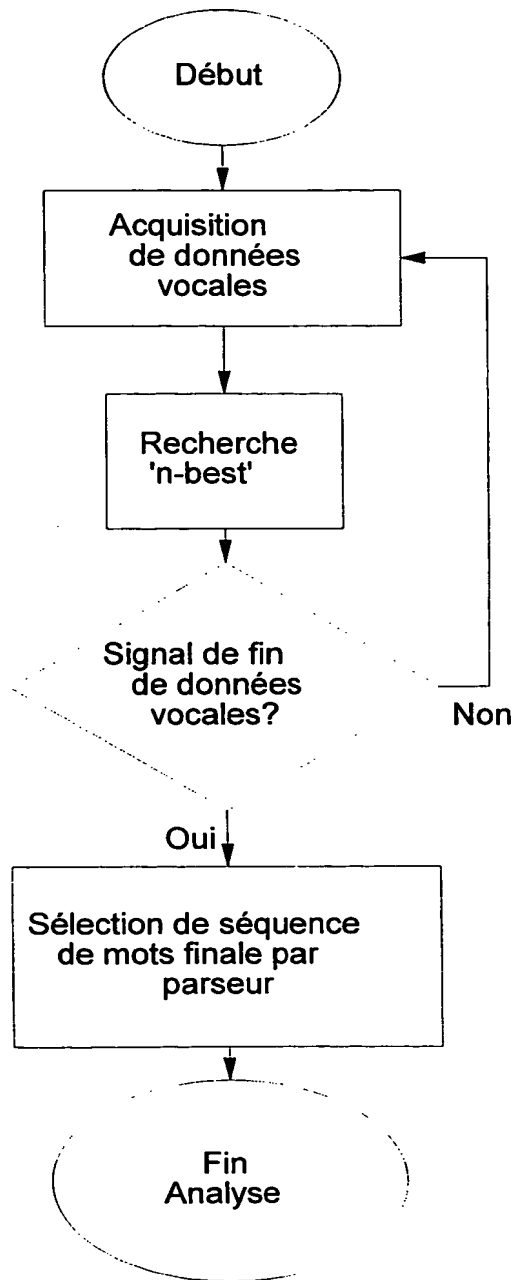 Début
Acquisition
de données
vocales
Recherche
'n-best'
Signal de fin
de données
vocales?
Non
Oui
Sélection de séquence
de mots finale par
parseur
Fin
Analyse